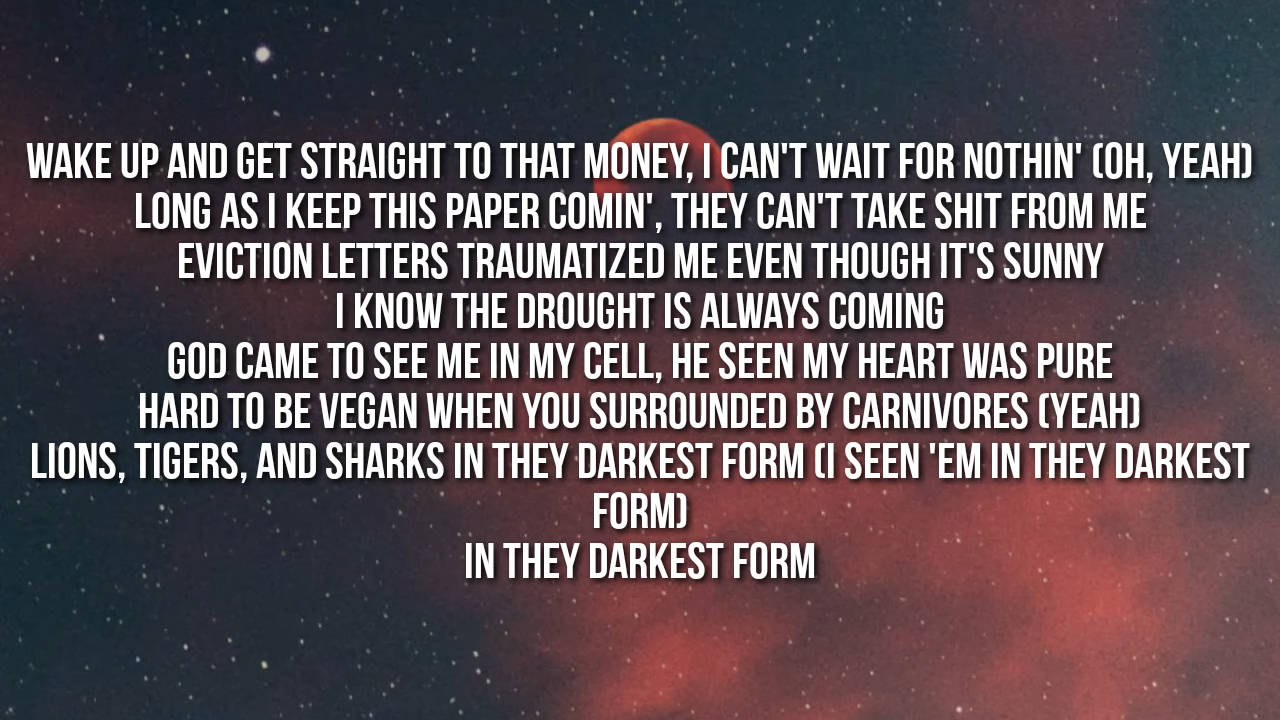 WAKE UP AND GET STRAIGHT TO THAT MONEY, I CAN'T WAIT FOR NOTHIN' (OH, YEAH)
LONG AS I KEEP THIS PAPER COMIN', THEY CAN'T TAKE SHIT FROM ME
EVICTION LETTERS TRAUMATIZED ME EVEN THOUGH IT'S SUNNY
I KNOW THE DROUGHT IS ALWAYS COMING
GOD CAME TO SEE ME IN MY CELL, HE SEEN MY HEART WAS PURE
HARD TO BE VEGAN WHEN YOU SURROUNDED BY CARNIVORES (YEAH)
LIONS, TIGERS, AND SHARKS IN THEY DARKEST FORM (I SEEN 'EM IN THEY DARKEST
FORM)
IN THEY DARKEST FORM